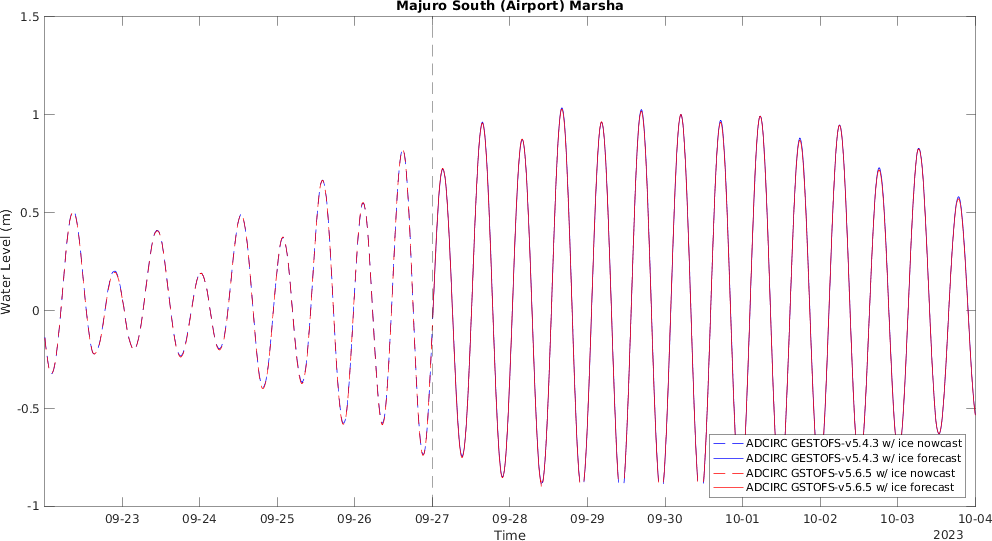 Majuro South (Airport) Marsha
1.5
1
0.5
0
-0.5
-1
Water Level (m)
ADCIRC GESTOFS-v5.4.3 w/ ice nowcast
ADCIRC GESTOFS-v5.4.3 w/ ice forecast
ADCIRC GSTOFS-v5.6.5 w/ ice nowcast
ADCIRC GSTOFS-v5.6.5 w/ ice forecast
09-23 09-24 09-25 09-26 09-27 09-28 09-29 09-30 10-01 10-02 10-03 10-04
Time
2023